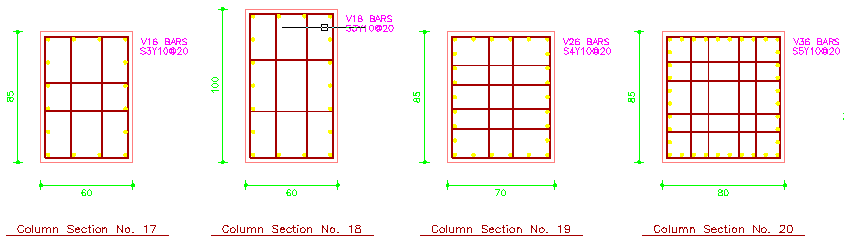 V16 BARS
S3Y10@20
85
60
Column Section No. 17
V18 BARS
S3Y10@20
100
60
Column Section No. 18
V26 BARS
S4Y10@20
85
70
Column Section No. 19
V36 BARS
S5Y10@20
85
80
Column Section No. 20